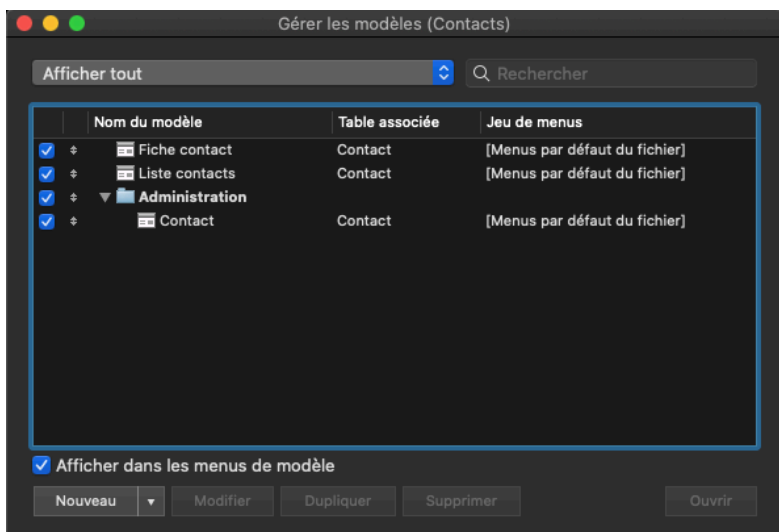 Gérer les modèles (Contacts)
Afficher tout Rechercher
Nom du modèle Table associée Jeu de menus
Fiche contact Contact [Menus par défaut du fichier]
Liste contacts Contact [Menus par défaut du fichier]
Administration
Contact Contact [Menus par défaut du fichier]
Afficher dans les menus de modèle
Nouveau Modifier Dupliquer Supprimer Ouvrir